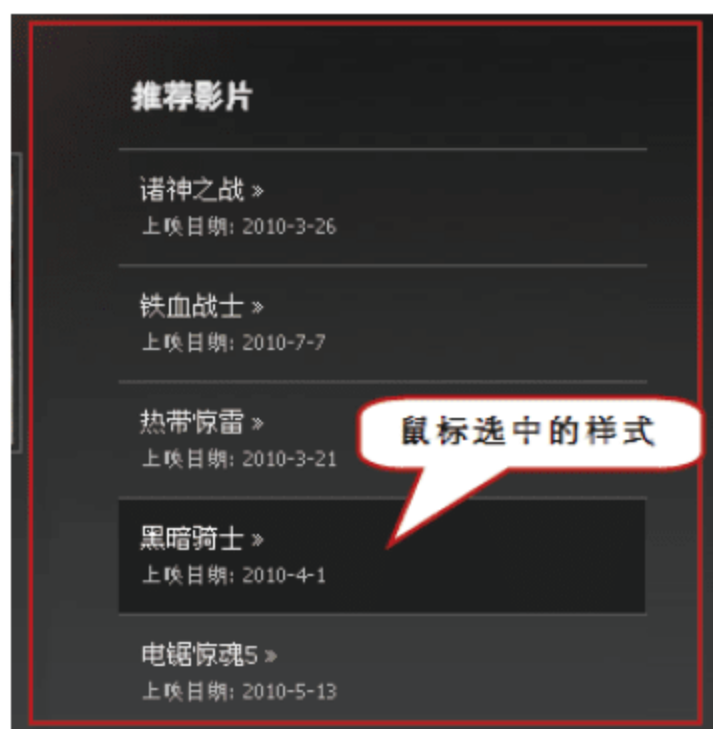 推荐影片
诸神之战 »
上映日期: 2010-3-26
铁血战士 »
上映日期: 2010-7-7
热带惊雷 »
上映日期: 2010-3-21
鼠标选中的样式
黑暗骑士 »
上映日期: 2010-4-1
电锯惊魂5 »
上映日期: 2010-5-13